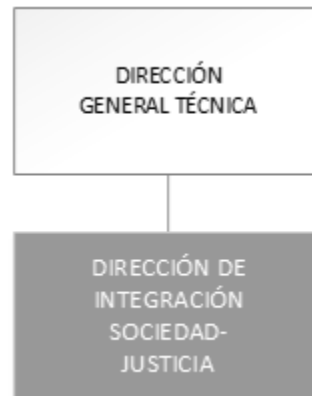 DIRECCIÓN
GENERAL TÉCNICA
DIRECCIÓN DE
INTEGRACIÓN
SOCIEDAD-
JUSTICIA